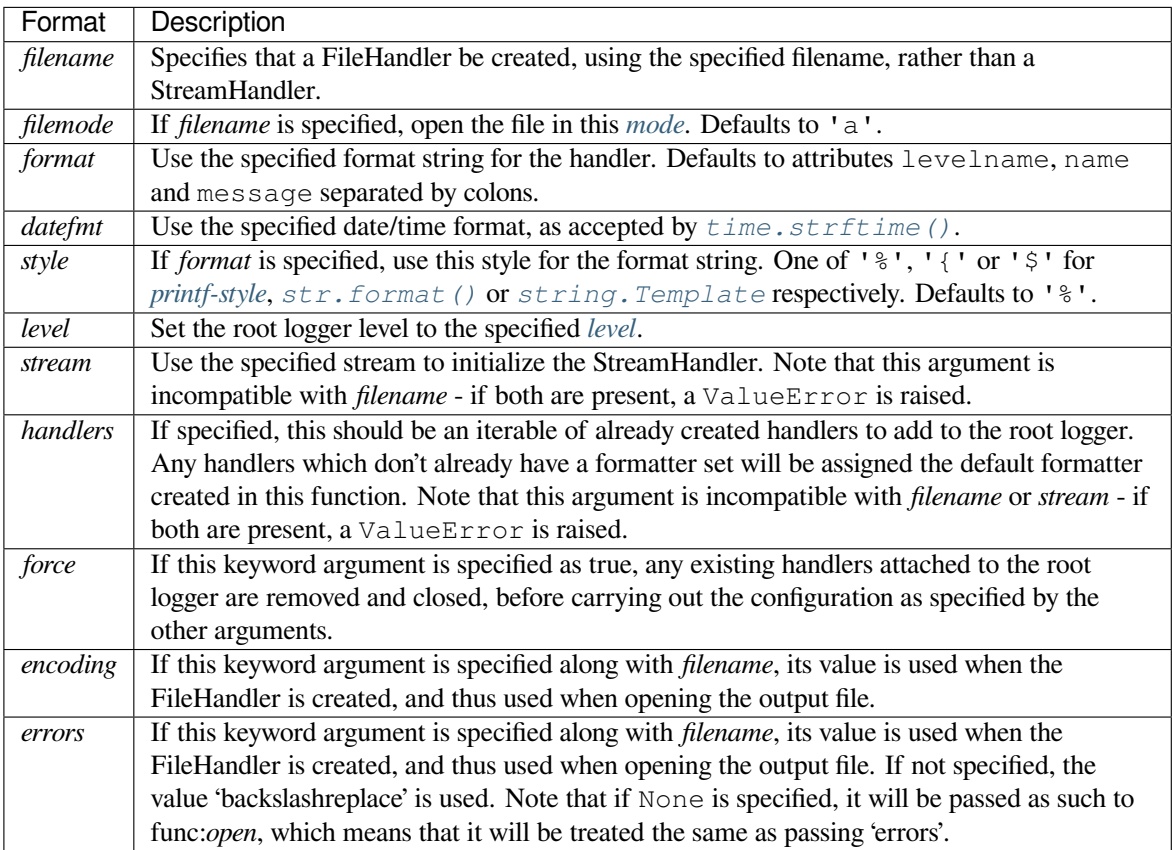 Format Description
filename Specifies that a FileHandler be created, using the specified filename, rather than a
StreamHandler.
filemode If filename is specified, open the file in this mode. Defaults to 'a'.
format Use the specified format string for the handler. Defaults to attributes levelname, name
and message separated by colons.
datefmt Use the specified date/time format, as accepted by time.strftime().
style If format is specified, use this style for the format string. One of '%', '{' or '$' for
printf-style, str.format() or string.Template respectively. Defaults to '%'.
level Set the root logger level to the specified level.
stream Use the specified stream to initialize the StreamHandler. Note that this argument is
incompatible with filename - if both are present, a ValueError is raised.
handlers If specified, this should be an iterable of already created handlers to add to the root logger.
Any handlers which don’t already have a formatter set will be assigned the default formatter
created in this function. Note that this argument is incompatible with filename or stream - if
both are present, a ValueError is raised.
force If this keyword argument is specified as true, any existing handlers attached to the root
logger are removed and closed, before carrying out the configuration as specified by the
other arguments.
encoding If this keyword argument is specified along with filename, its value is used when the
FileHandler is created, and thus used when opening the output file.
errors If this keyword argument is specified along with filename, its value is used when the
FileHandler is created, and thus used when opening the output file. If not specified, the
value ‘backslashreplace’ is used. Note that if None is specified, it will be passed as such to
func:open, which means that it will be treated the same as passing ‘errors’.